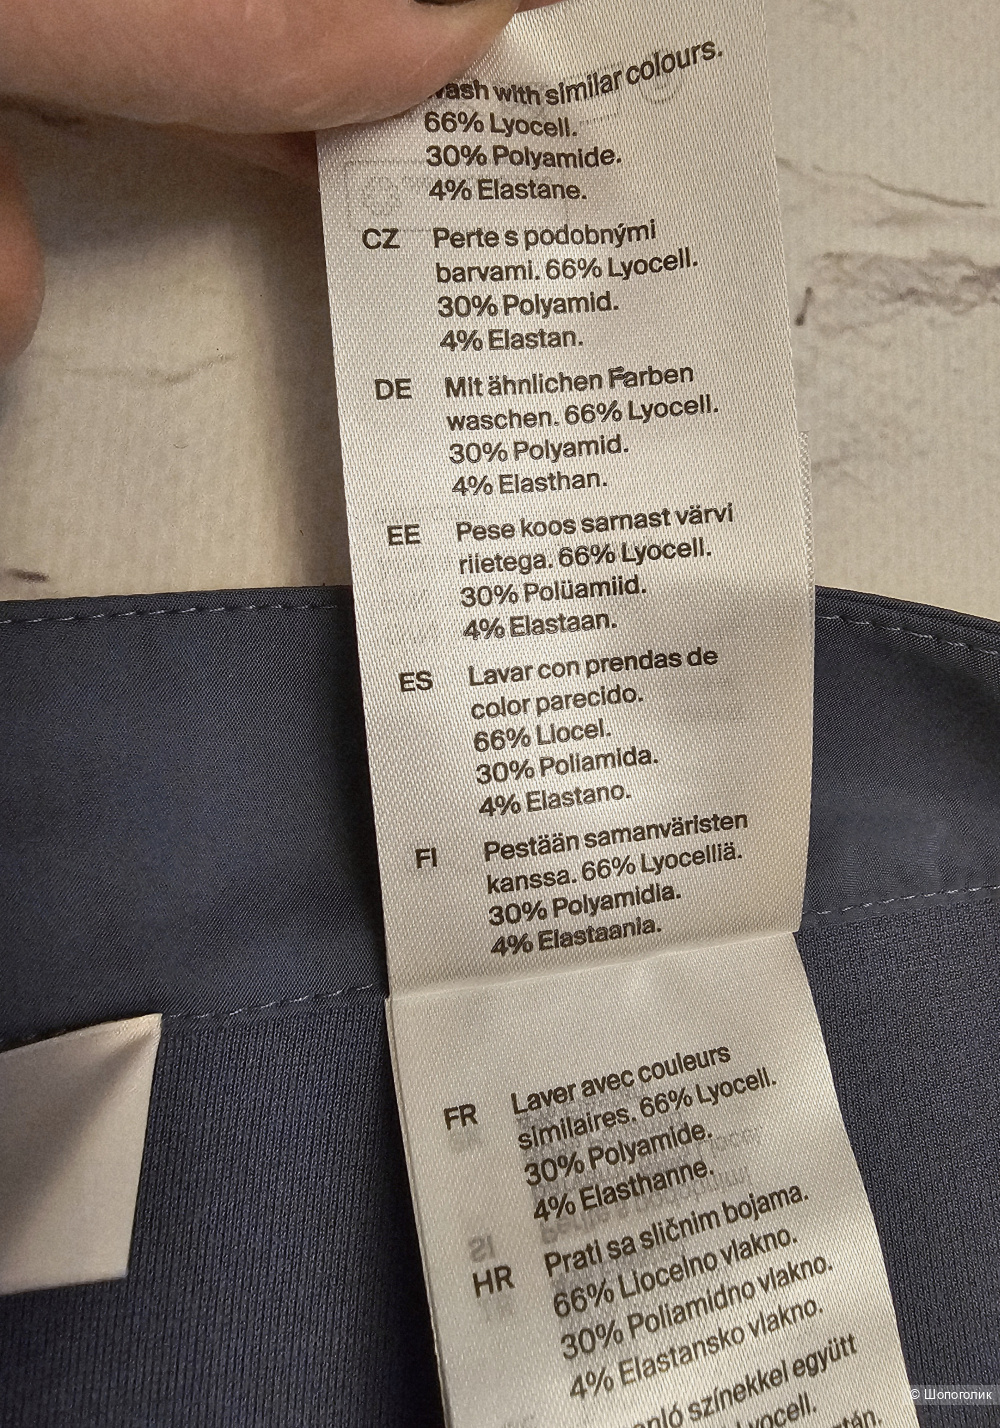 with similar colours.
66% Lyocell.
30% Polyamide.
4% Elastane.
CZ Perte s podobnými
barvami. 66% Lyocell.
30% Polyamid.
4% Elastan.
DE Mit ähnlichen Farben
waschen. 66% Lyocell.
30% Polyamid.
4% Elasthan.
EE Pese koos sarnast värvi
riietega. 66% Lyocell.
30% Polüamiid.
4% Elastaan.
ES Lavar con prendas de
color parecido.
66% Liocel.
30% Poliamida.
4% Elastano.
FI Pestään samanväristen
kanssa. 66% Lyocelliä.
30% Polyamidia.
4% Elastaania.
FR Laver avec couleurs
similaires. 66% Lyocell.
30% Polyamide.
4% Elasthanne.
HR Prati sa sličnim bojama.
66% Liocelno vlakno.
30% Poliamidno vlakno.
4% Elastansko vlakno.
színekkel együtt
© Шопоголик